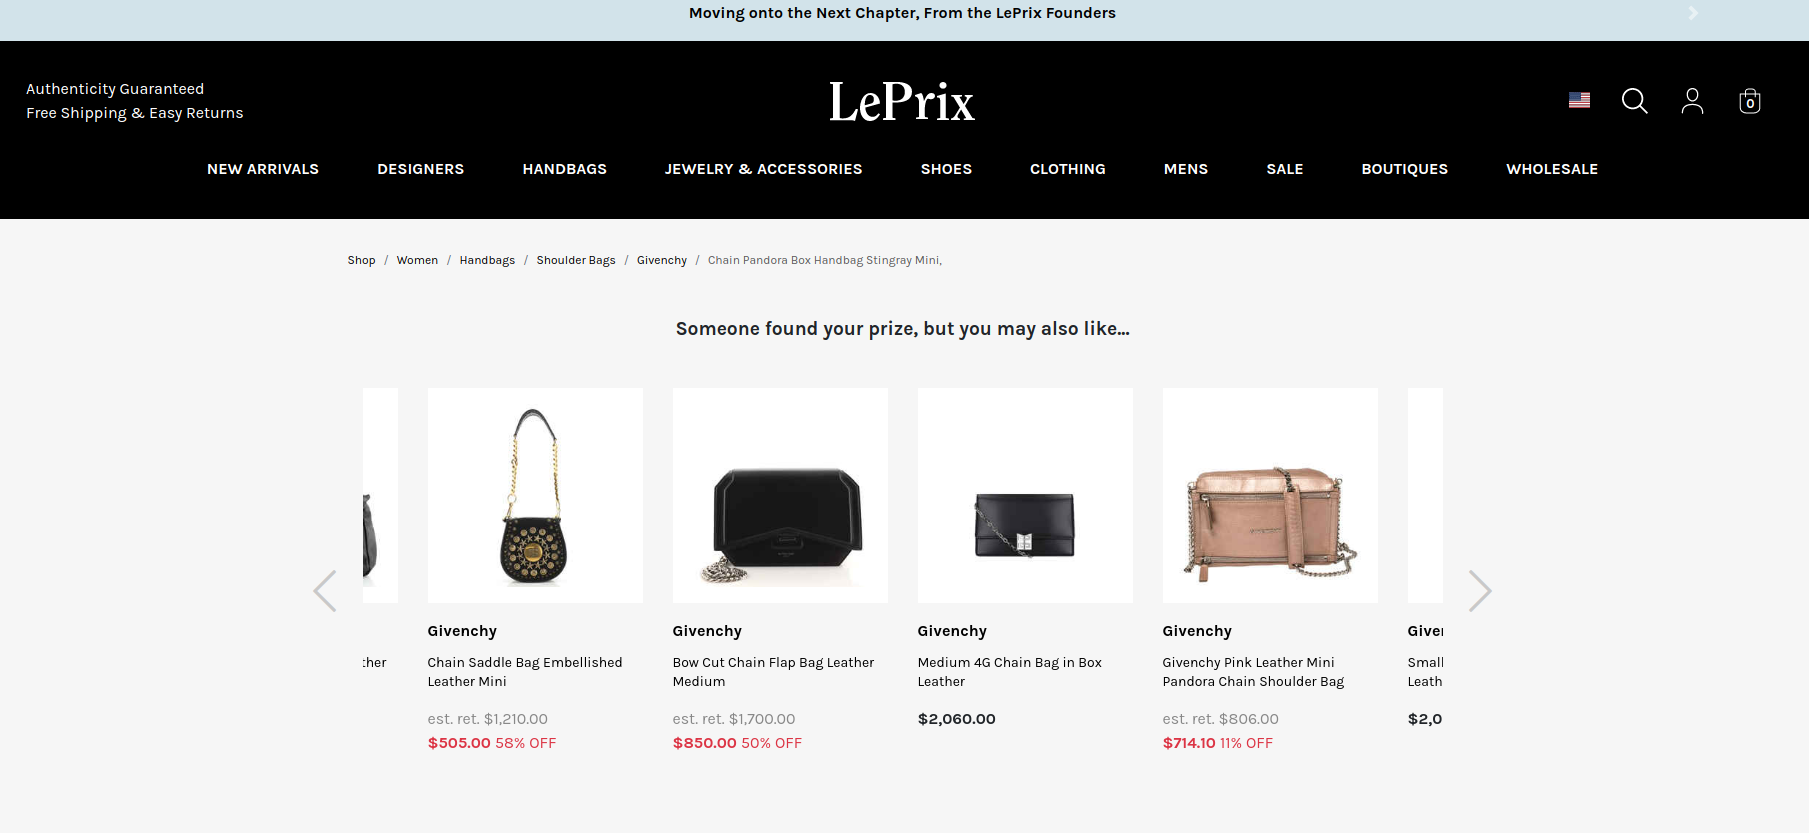 Moving onto the Next Chapter, From the LePrix Founders
Authenticity Guaranteed
Free Shipping & Easy Returns
LePrix
0
NEW ARRIVALS DESIGNERS HANDBAGS JEWELRY & ACCESSORIES SHOES CLOTHING MENS SALE BOUTIQUES WHOLESALE
Shop / Women / Handbags / Shoulder Bags / Givenchy / Chain Pandora Box Handbag Stingray Mini,
Someone found your prize, but you may also like...
ther
Givenchy
Chain Saddle Bag Embellished
Leather Mini
est. ret. $1,210.00
$505.00 58% OFF
Givenchy
Bow Cut Chain Flap Bag Leather
Medium
est. ret. $1,700.00
$850.00 50% OFF
Givenchy
Medium 4G Chain Bag in Box
Leather
$2,060.00
Givenchy
Givenchy Pink Leather Mini
Pandora Chain Shoulder Bag
est. ret. $806.00
$714.10 11% OFF
Give
Small
Leath
$2,0